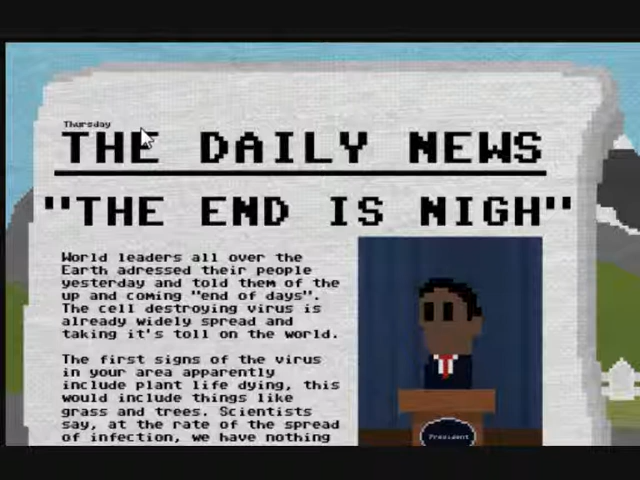 Thursday
THE DAILY NEWS
"THE END IS NIGH"
World leaders all over the
Earth adressed their people
yesterday and told them of the
up and coming "end of days".
The cell destroying virus is
already widely spread and
taking it's toll on the world.
The first signs of the virus
in your area apparently
include plant life dying, this
would include things like
grass and trees. Scientists
say, at the rate of the spread
of infection, we have nothing
President